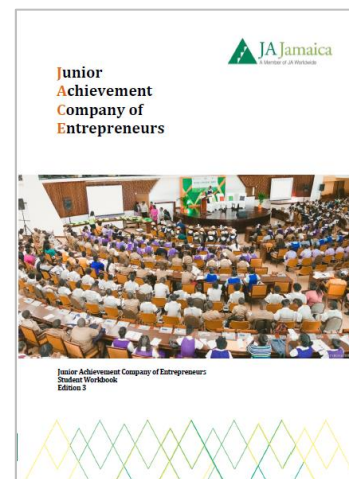 JA Jamaica
A Member of JA Worldwide
Junior
Achievement
Company of
Entrepreneurs
Junior Achievement Company of Entrepreneurs
Student Workbook
Edition 3